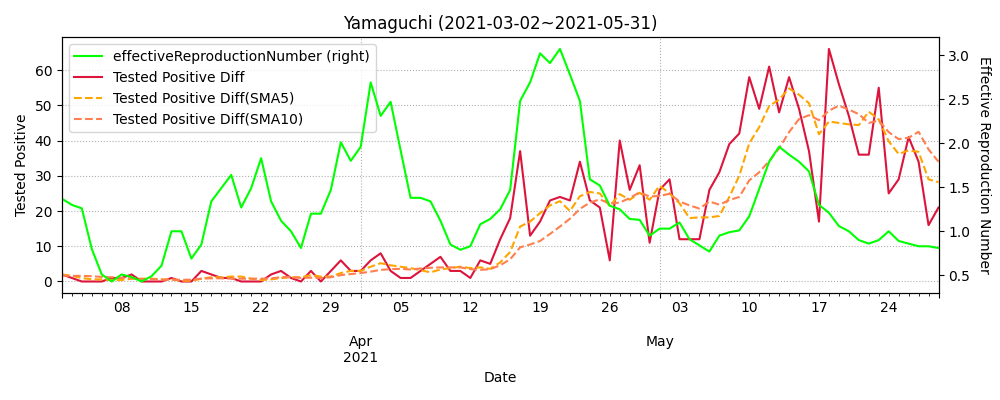 Yamaguchi (2021-03-02~2021-05-31)
effectiveReproductionNumber (right)
Tested Positive Diff
Tested Positive Diff(SMA5)
Tested Positive Diff(SMA10)
Tested Positive
60
50
40
30
20
10
0
3.0
2.5
2.0
1.5
1.0
0.5
Effective Reproduction Number
08 15 22 29 05 12 19 26 03 10 17 24
Apr May
2021
Date